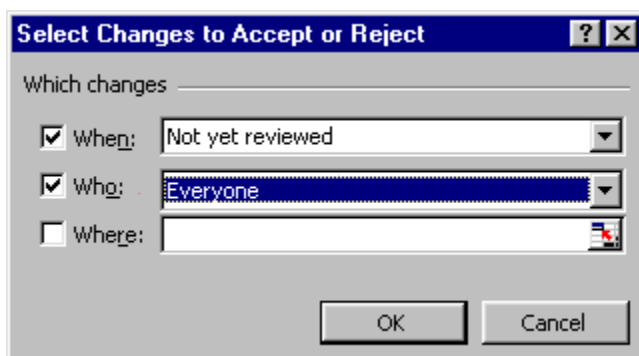 Select Changes to Accept or Reject
Which changes
When: Not yet reviewed
Who: Everyone
Where:
OK Cancel